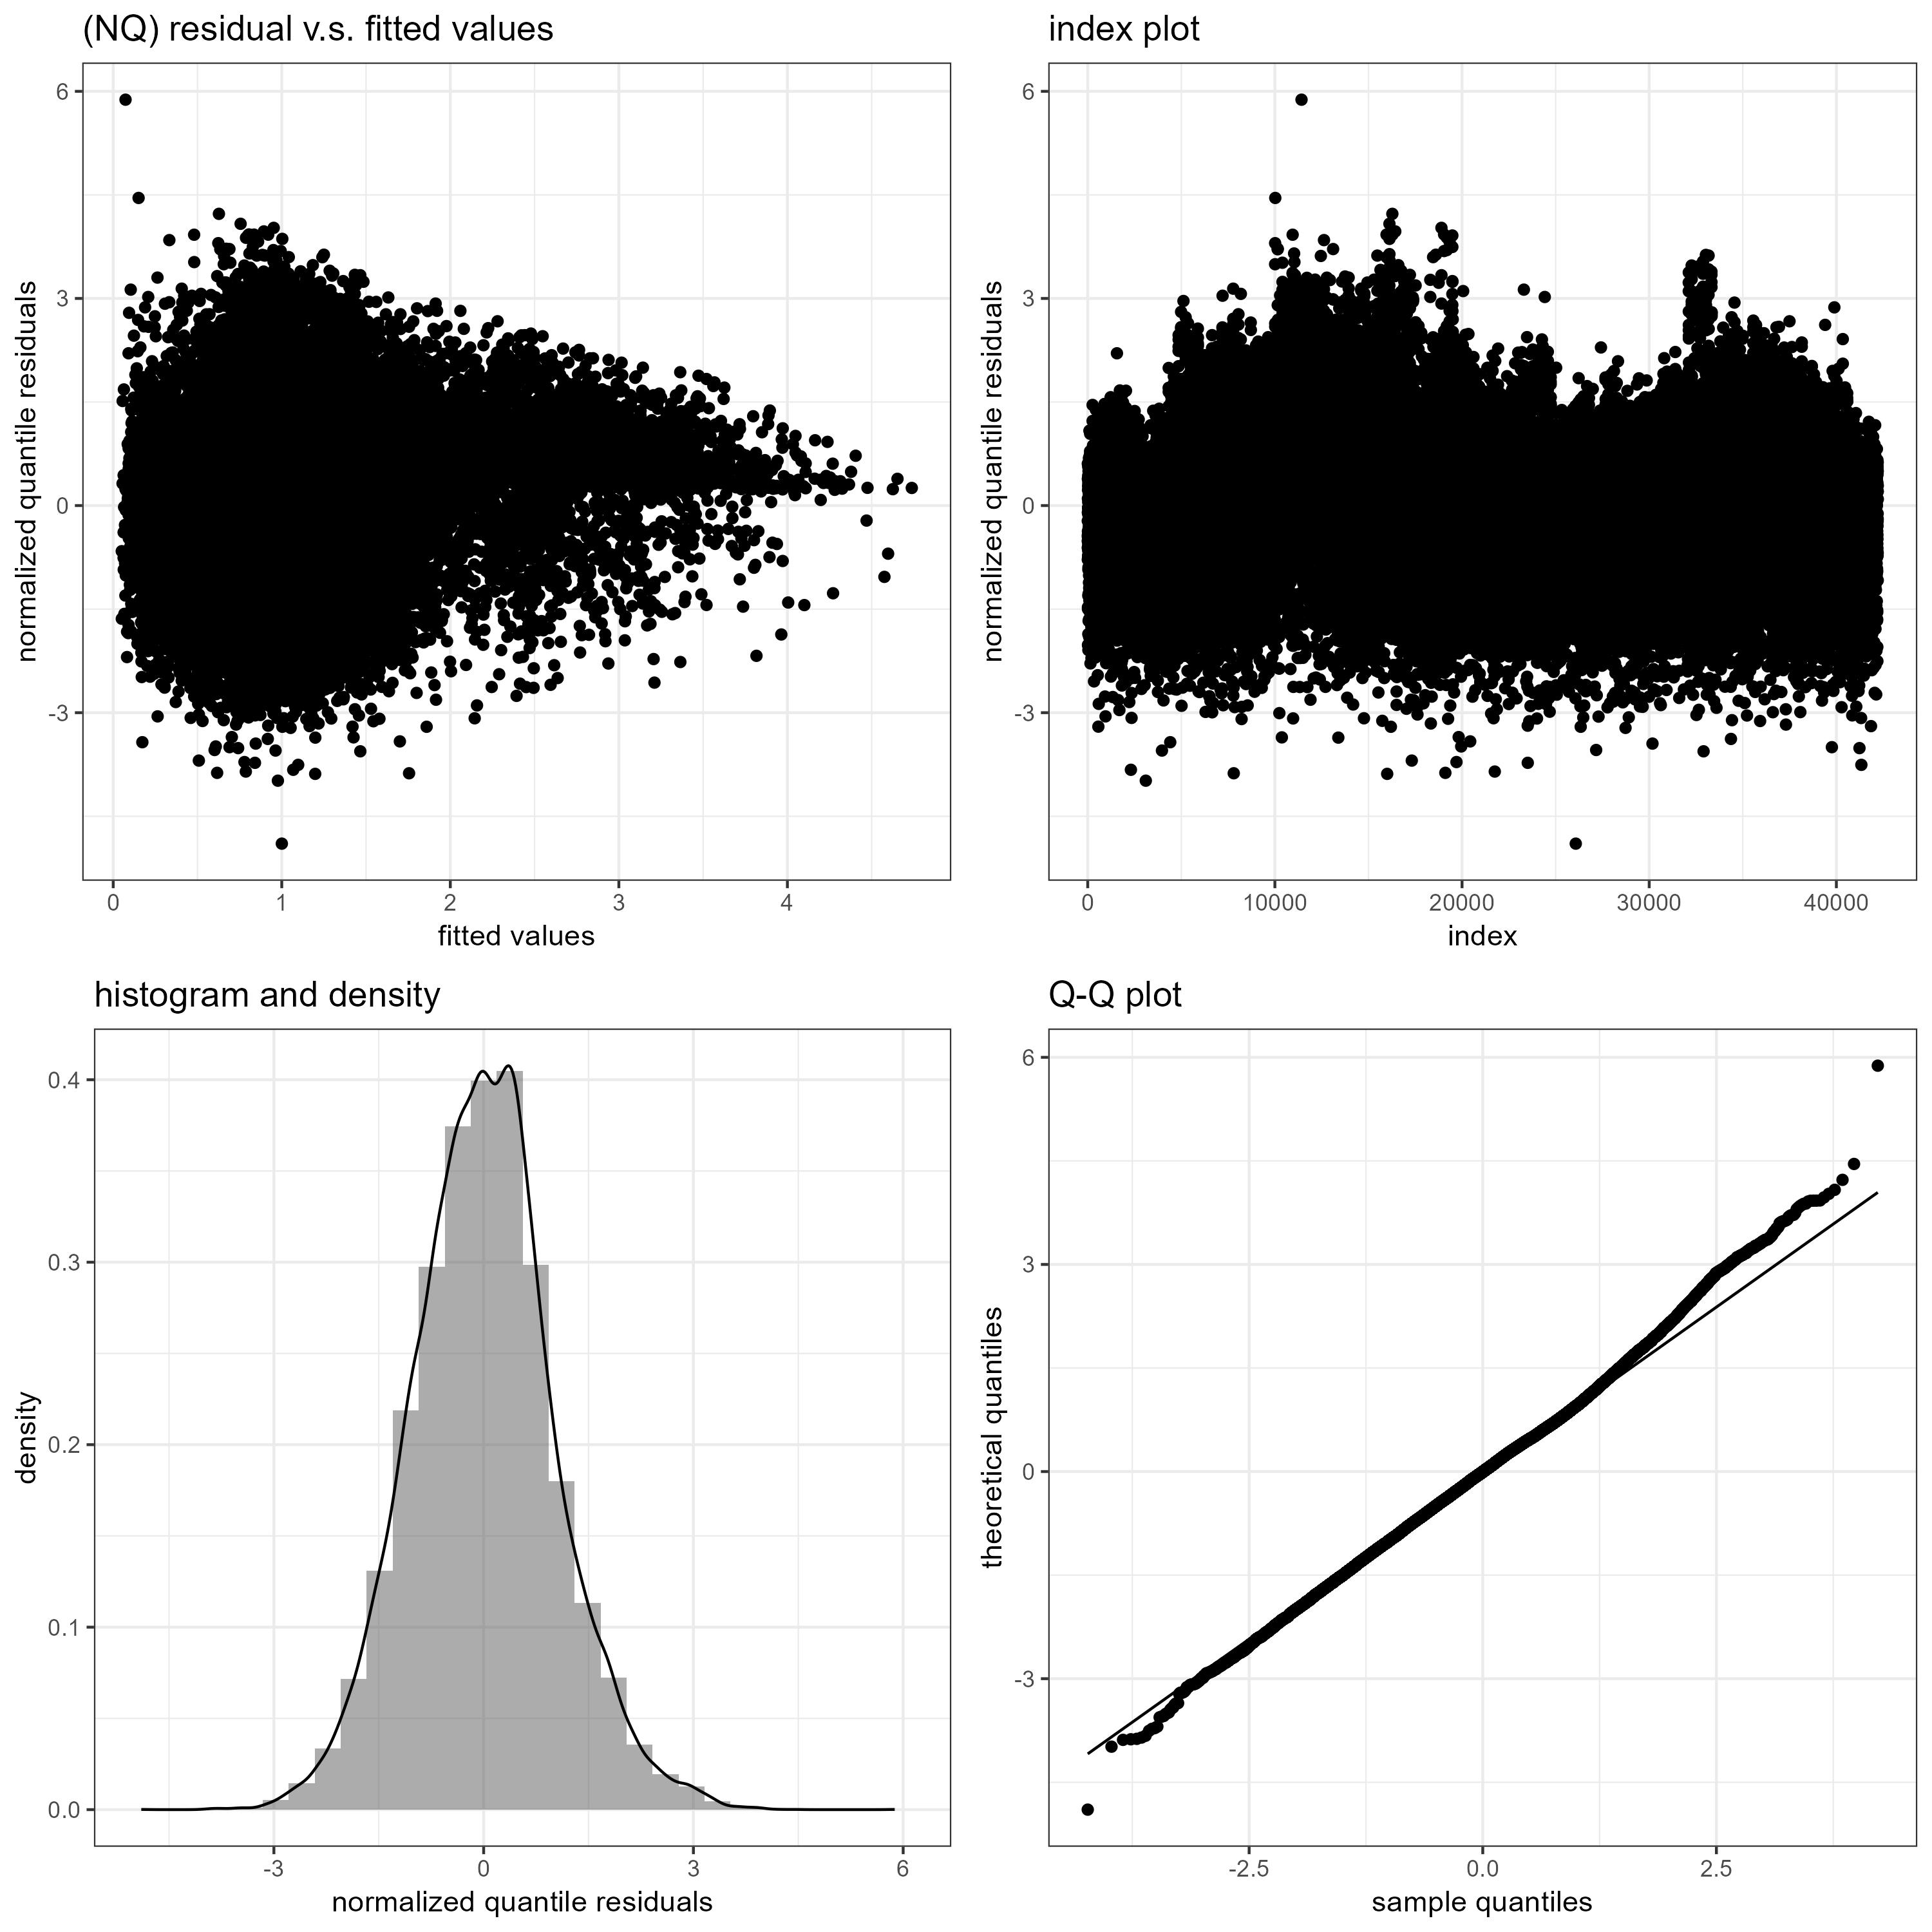 (NQ) residual v.s. fitted values
6
3
0
-3
normalized quantile residuals
0 1 2 3 4
fitted values
index plot
6
3
0
-3
normalized quantile residuals
0 10000 20000 30000 40000
index
histogram and density
0.4
0.3
0.2
0.1
0.0
density
-3 0 3 6
normalized quantile residuals
Q-Q plot
6
3
0
-3
theoretical quantiles
-2.5 0.0 2.5
sample quantiles